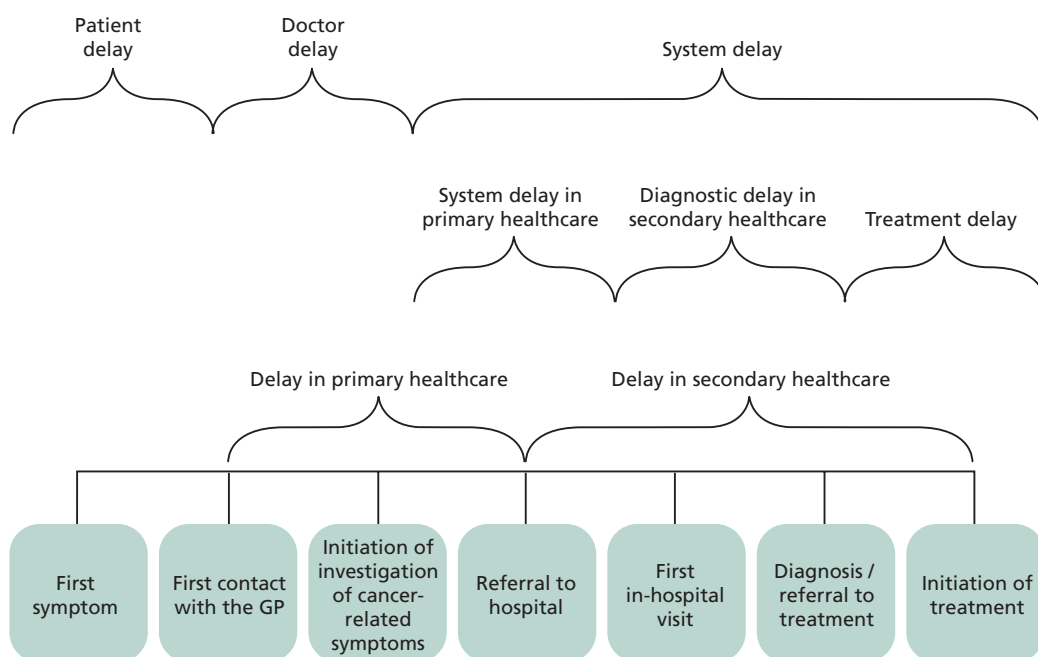 Patient
delay
Doctor
delay
System delay
System delay in
primary healthcare
Diagnostic delay in
secondary healthcare
Treatment delay
Delay in primary healthcare
Delay in secondary healthcare
First
symptom
First contact
with the GP
Initiation of
investigation
of cancer-
related
symptoms
Referral to
hospital
First
in-hospital
visit
Diagnosis /
referral to
treatment
Initiation of
treatment